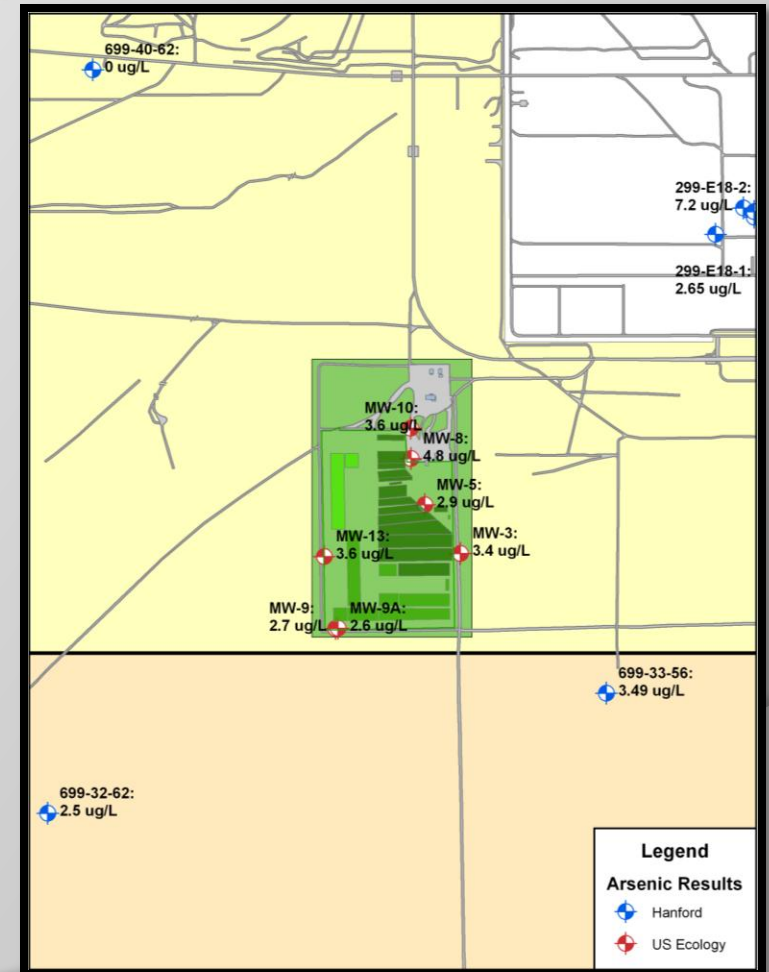 699-40-62:
0 ug/L
299-E18-2:
7.2 ug/L
299-E18-1:
2.65 ug/L
MW-10:
3.6 ug/L
MW-8:
4.8 ug/L
MW-5:
2.9 ug/L
MW-13:
3.6 ug/L
MW-3:
3.4 ug/L
MW-9:
2.7 ug/L
MW-9A:
2.6 ug/L
699-33-56:
3.49 ug/L
699-32-62:
2.5 ug/L
Legend
Arsenic Results
Hanford
US Ecology